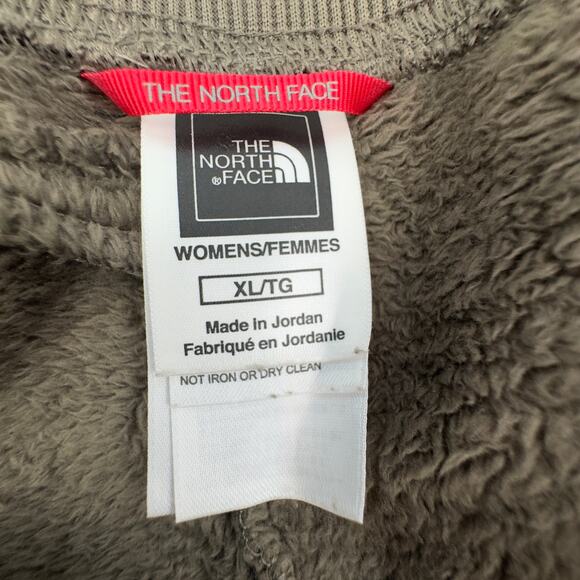 THE NORTH FACE
THE
NORTH
®FACE
WOMENS/FEMMES
XL/TG
Made in Jordan
Fabriqué en Jordanie
NOT IRON OR DRY CLEAN